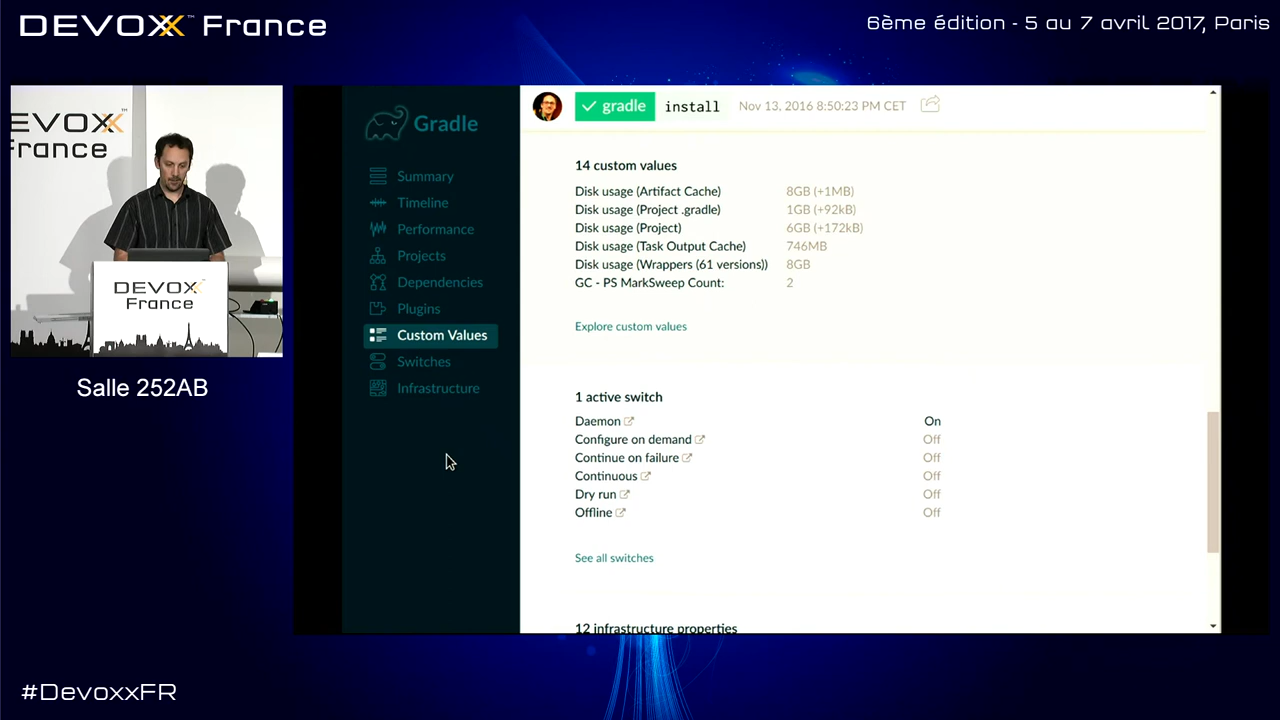 DEVOXX™ France
6ème édition - 5 au 7 avril 2017, Paris
EVOXX™
France
DEVOXX™
France
Salle 252AB
#DevoxxFR
Gradle
Summary
Timeline
Performance
Projects
Dependencies
Plugins
Custom Values
Switches
Infrastructure
gradle install Nov 13, 2016 8:50:23 PM CET
14 custom values
Disk usage (Artifact Cache) 8GB (+1MB)
Disk usage (Project .gradle) 1GB (+92kB)
Disk usage (Project) 6GB (+172kB)
Disk usage (Task Output Cache) 746MB
Disk usage (Wrappers (61 versions)) 8GB
GC - PS MarkSweep Count: 2
Explore custom values
1 active switch
Daemon On
Configure on demand Off
Continue on failure Off
Continuous Off
Dry run Off
Offline Off
See all switches
12 infrastructure properties